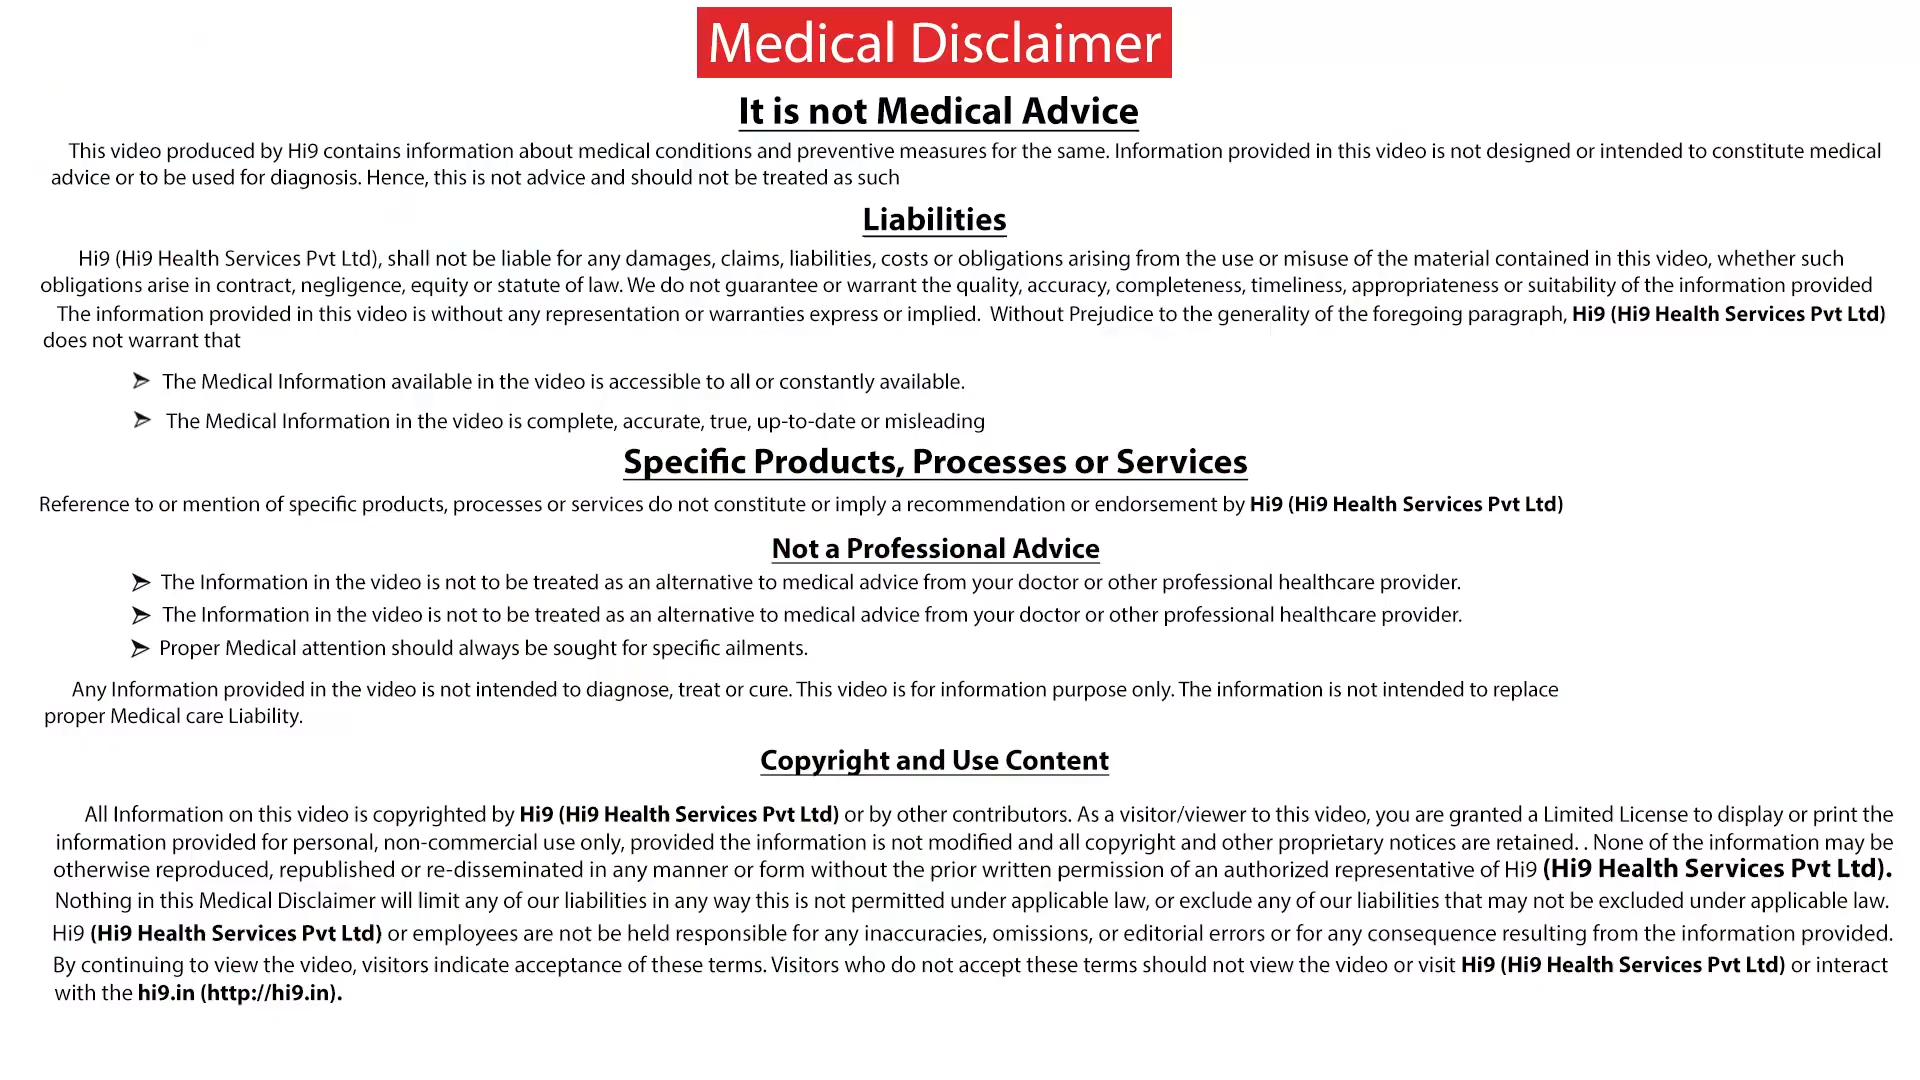 Medical Disclaimer
It is not Medical Advice
This video produced by Hi9 contains information about medical conditions and preventive measures for the same. Information provided in this video is not designed or intended to constitute medical
advice or to be used for diagnosis. Hence, this is not advice and should not be treated as such
Liabilities
Hi9 (Hi9 Health Services Pvt Ltd), shall not be liable for any damages, claims, liabilities, costs or obligations arising from the use or misuse of the material contained in this video, whether such
obligations arise in contract, negligence, equity or statute of law. We do not guarantee or warrant the quality, accuracy, completeness, timeliness, appropriateness or suitability of the information provided
The information provided in this video is without any representation or warranties express or implied. Without Prejudice to the generality of the foregoing paragraph, Hi9 (Hi9 Health Services Pvt Ltd)
does not warrant that
➢ The Medical Information available in the video is accessible to all or constantly available.
➢ The Medical Information in the video is complete, accurate, true, up-to-date or misleading
Specific Products, Processes or Services
Reference to or mention of specific products, processes or services do not constitute or imply a recommendation or endorsement by Hi9 (Hi9 Health Services Pvt Ltd)
Not a Professional Advice
➢ The Information in the video is not to be treated as an alternative to medical advice from your doctor or other professional healthcare provider.
➢ The Information in the video is not to be treated as an alternative to medical advice from your doctor or other professional healthcare provider.
➢ Proper Medical attention should always be sought for specific ailments.
Any Information provided in the video is not intended to diagnose, treat or cure. This video is for information purpose only. The information is not intended to replace
proper Medical care Liability.
Copyright and Use Content
All Information on this video is copyrighted by Hi9 (Hi9 Health Services Pvt Ltd) or by other contributors. As a visitor/viewer to this video, you are granted a Limited License to display or print the
information provided for personal, non-commercial use only, provided the information is not modified and all copyright and other proprietary notices are retained. . None of the information may be
otherwise reproduced, republished or re-disseminated in any manner or form without the prior written permission of an authorized representative of Hi9 (Hi9 Health Services Pvt Ltd).
Nothing in this Medical Disclaimer will limit any of our liabilities in any way this is not permitted under applicable law, or exclude any of our liabilities that may not be excluded under applicable law.
Hi9 (Hi9 Health Services Pvt Ltd) or employees are not be held responsible for any inaccuracies, omissions, or editorial errors or for any consequence resulting from the information provided.
By continuing to view the video, visitors indicate acceptance of these terms. Visitors who do not accept these terms should not view the video or visit Hi9 (Hi9 Health Services Pvt Ltd) or interact
with the hi9.in (http://hi9.in).